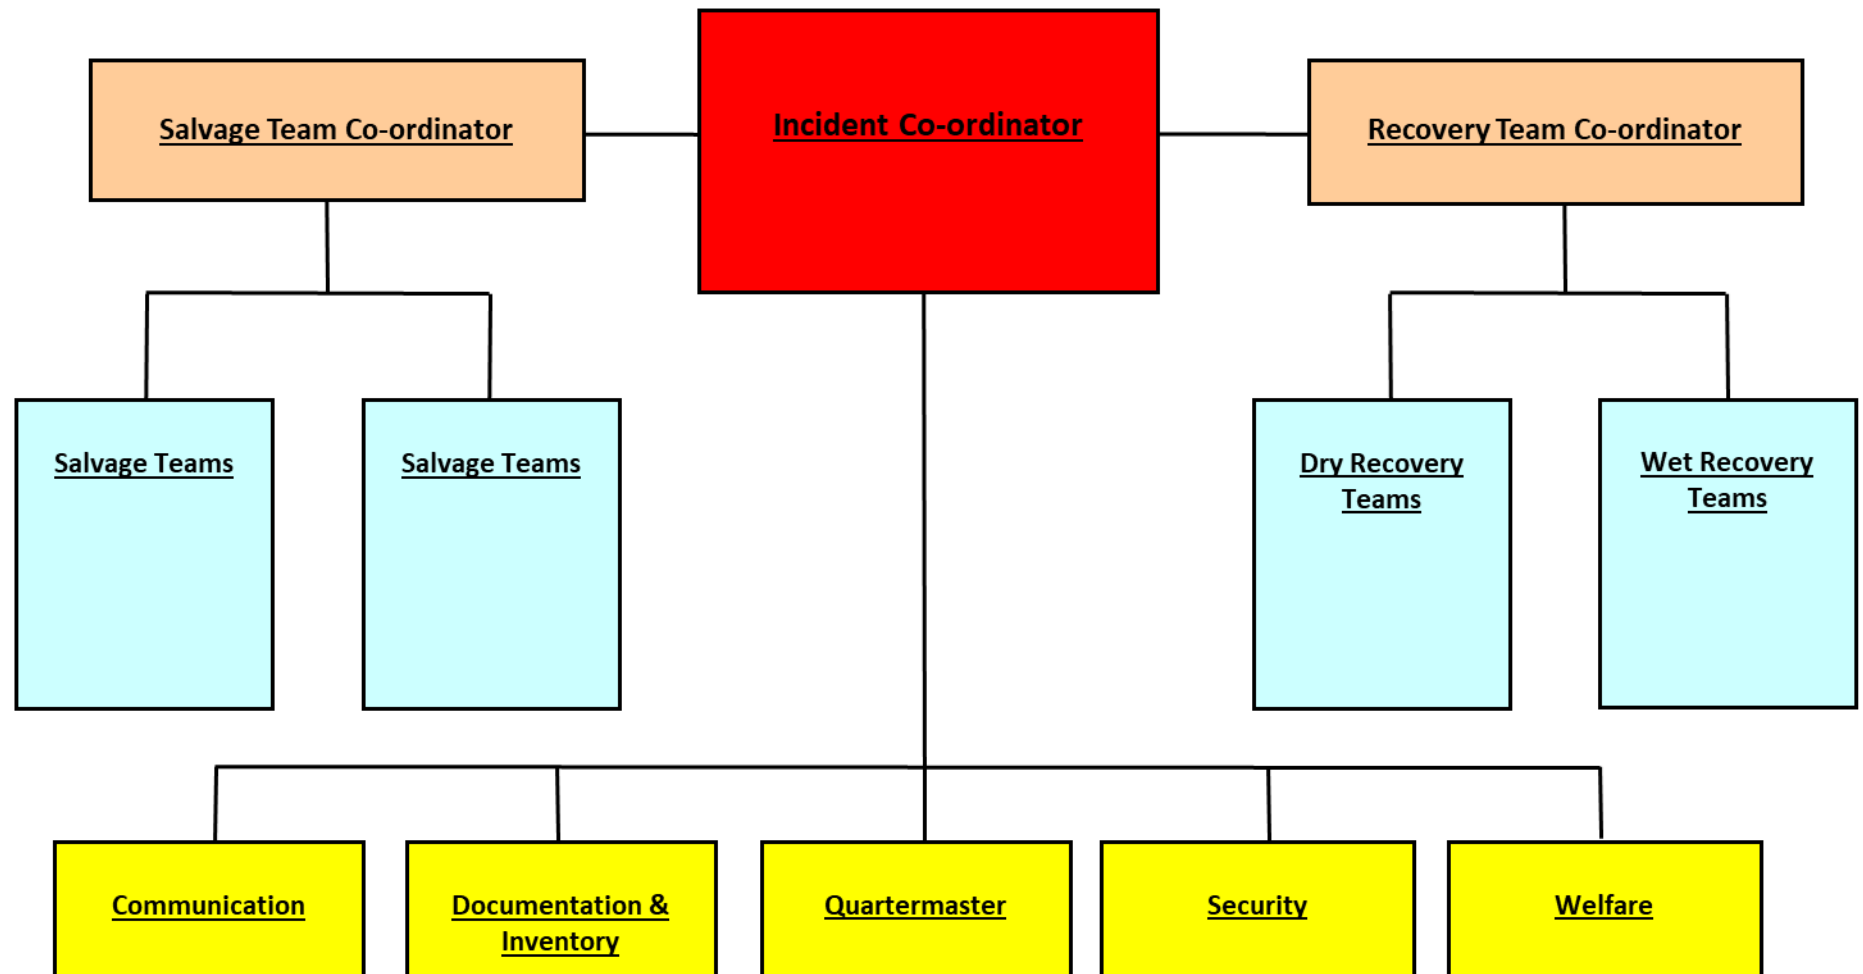 Incident Co-ordinator
Salvage Team Co-ordinator
Recovery Team Co-ordinator
Salvage Teams
Salvage Teams
Dry Recovery
Teams
Wet Recovery
Teams
Communication
Documentation &
Inventory
Quartermaster
Security
Welfare